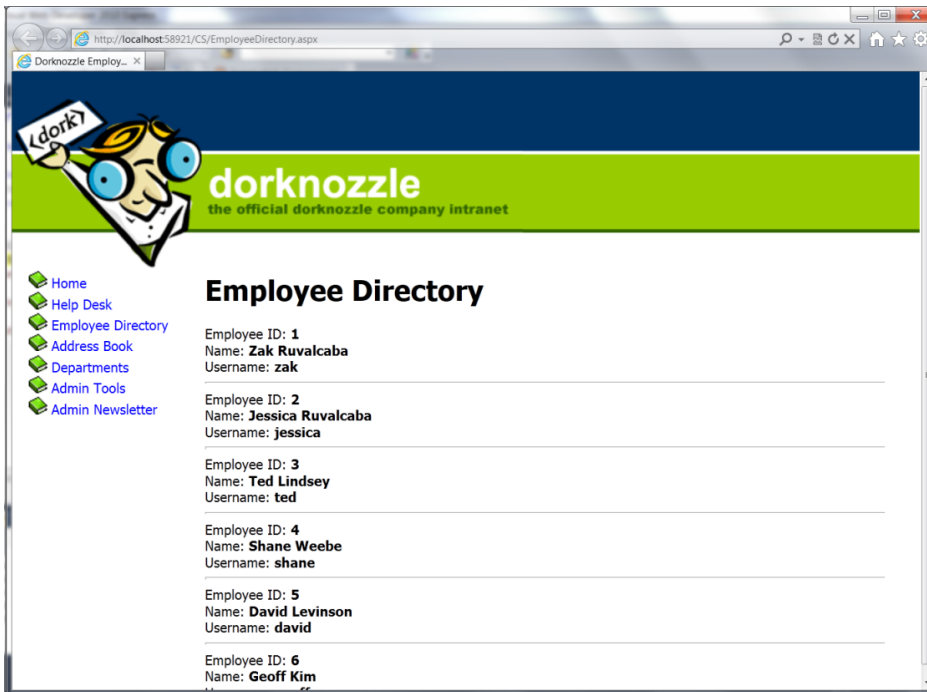 http://localhost:58921/CS/EmployeeDirectory.aspx
Dorknozzle Employ...
<dork>
dorknozzle
the official dorknozzle company intranet
Home
Help Desk
Employee Directory
Address Book
Departments
Admin Tools
Admin Newsletter
Employee Directory
Employee ID: 1
Name: Zak Ruvalcaba
Username: zak
Employee ID: 2
Name: Jessica Ruvalcaba
Username: jessica
Employee ID: 3
Name: Ted Lindsey
Username: ted
Employee ID: 4
Name: Shane Weebe
Username: shane
Employee ID: 5
Name: David Levinson
Username: david
Employee ID: 6
Name: Geoff Kim